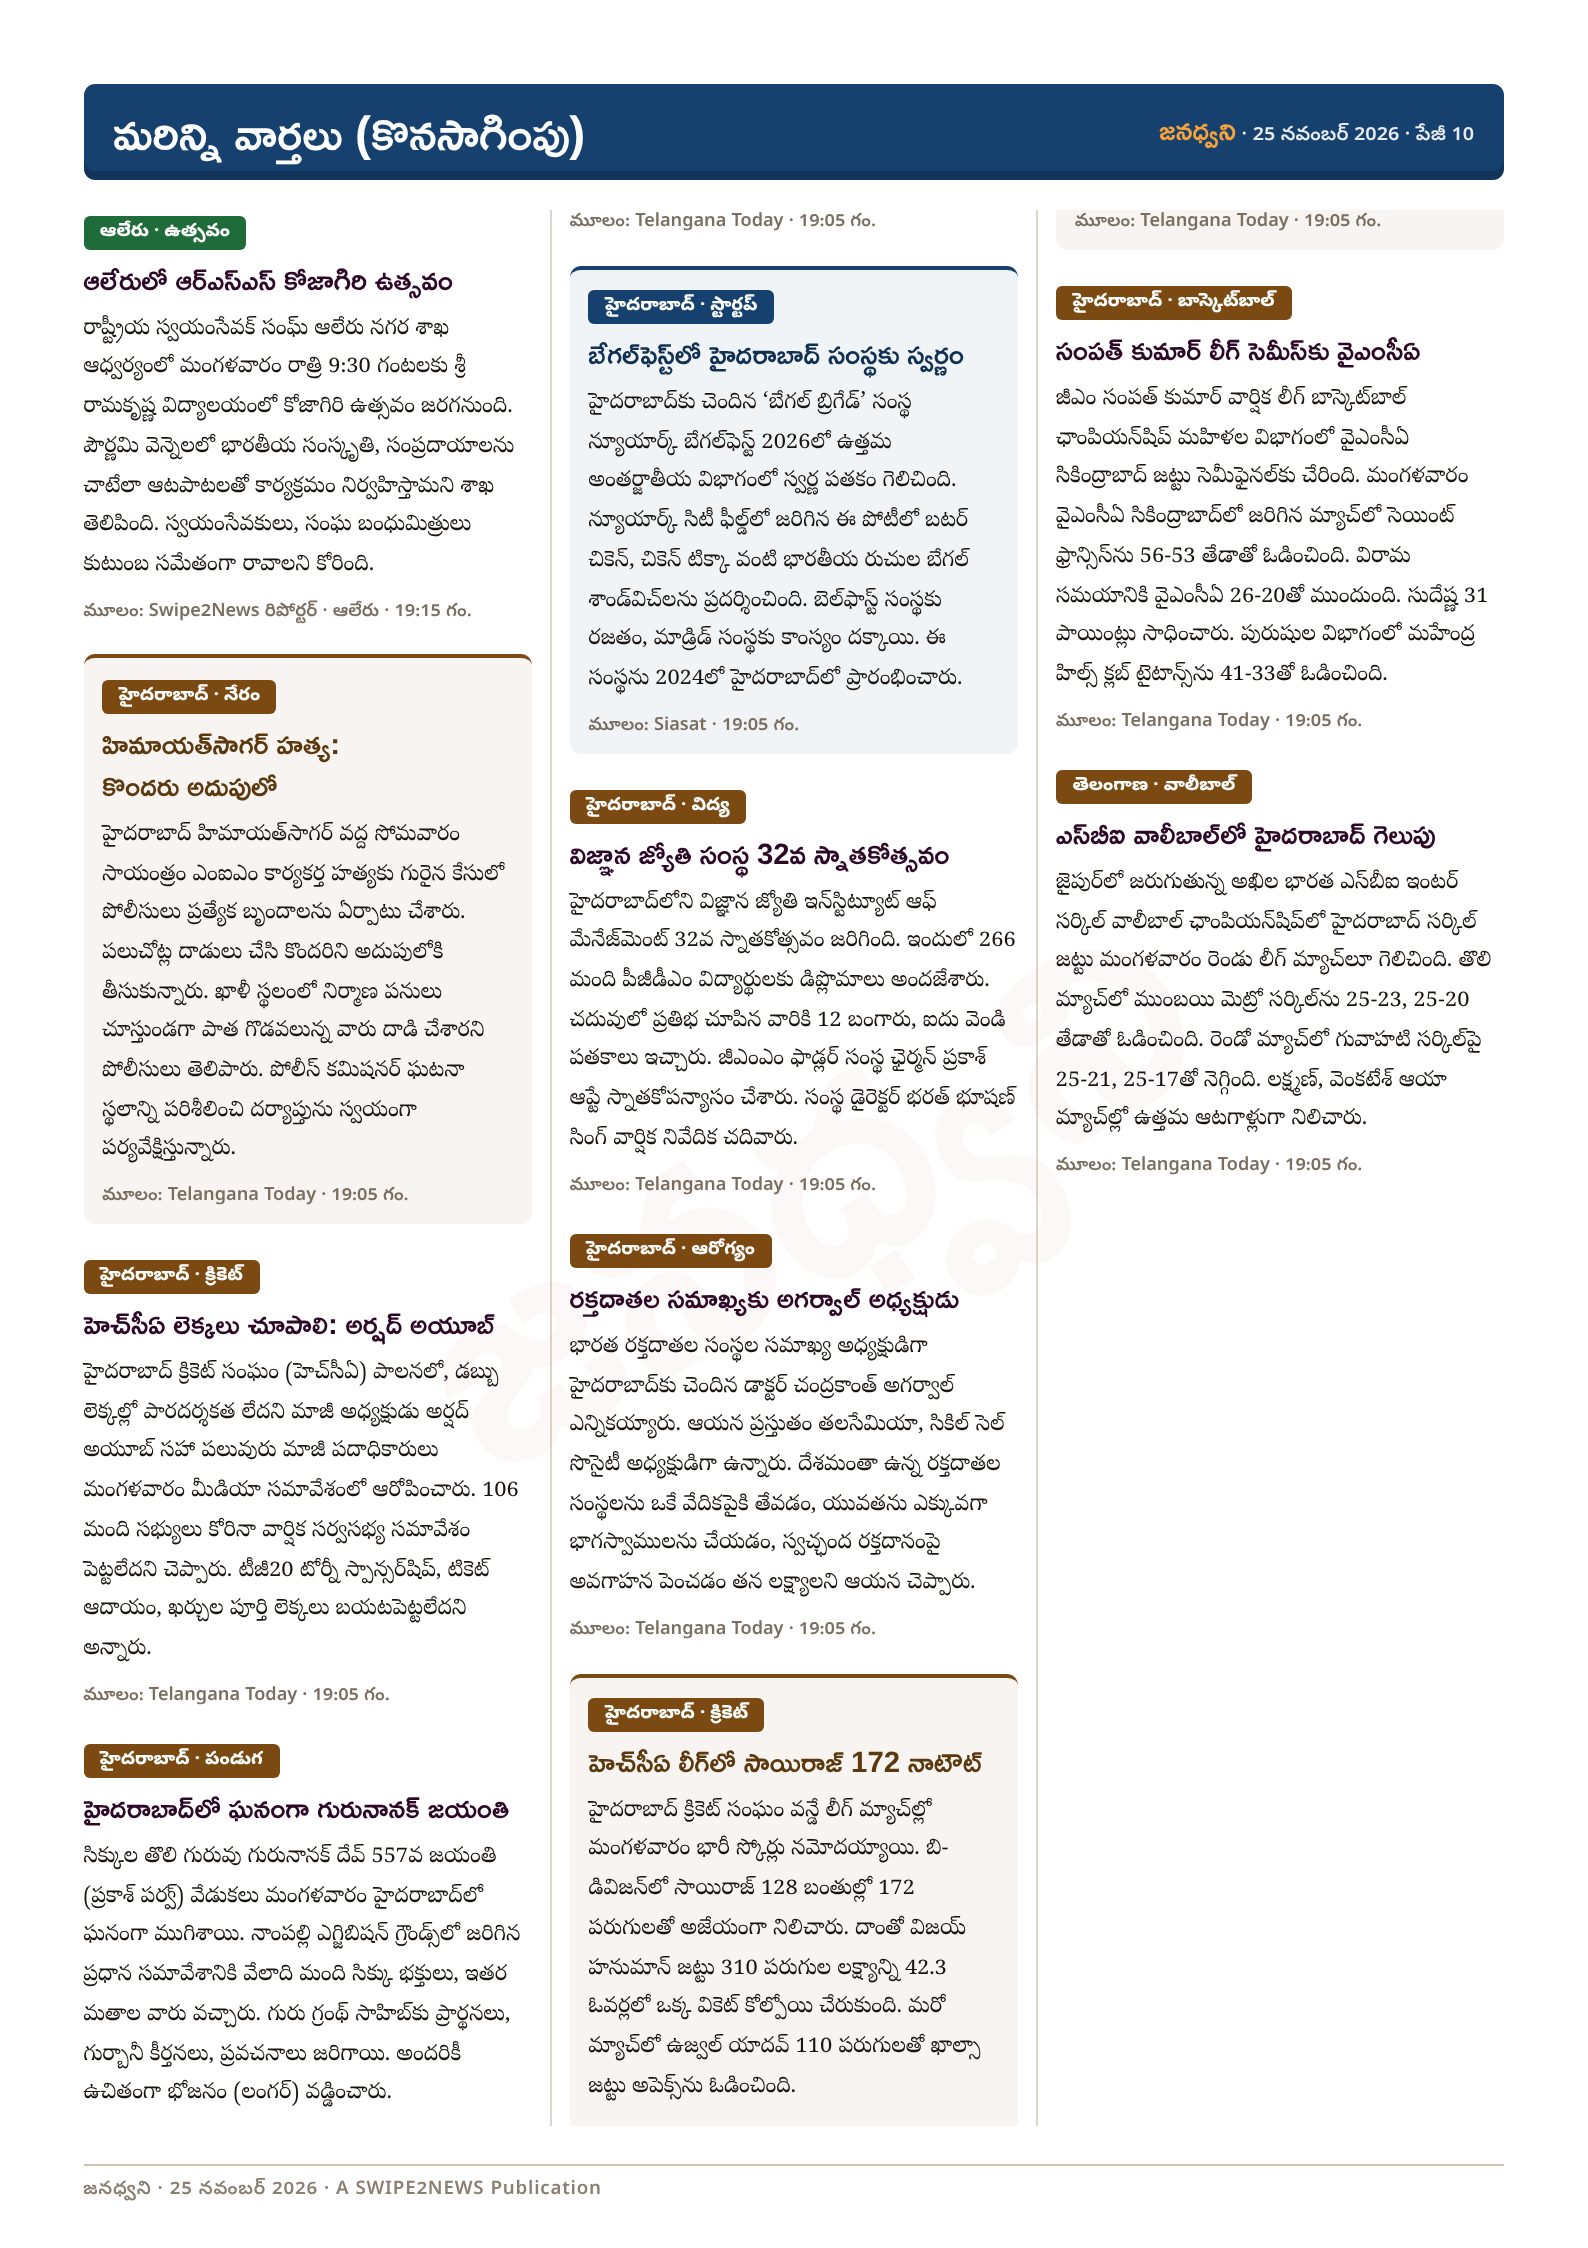 మరిన్ని వార్తలు (కొనసాగింపు)
జనధ్వని · 25 నవంబర్ 2026 · పేజీ 10
ఆలేరు · ఉత్సవం
ఆలేరులో ఆర్ఎస్ఎస్ కోజాగిరి ఉత్సవం
రాష్ట్రీయ స్వయంసేవక్ సంఘ్ ఆలేరు నగర శాఖ
ఆధ్వర్యంలో మంగళవారం రాత్రి 9:30 గంటలకు శ్రీ
రామకృష్ణ విద్యాలయంలో కోజాగిరి ఉత్సవం జరగనుంది.
పౌర్ణమి వెన్నెలలో భారతీయ సంస్కృతి, సంప్రదాయాలను
చాటేలా ఆటపాటలతో కార్యక్రమం నిర్వహిస్తామని శాఖ
తెలిపింది. స్వయంసేవకులు, సంఘ బంధుమిత్రులు
కుటుంబ సమేతంగా రావాలని కోరింది.
మూలం: Swipe2News రిపోర్టర్ · ఆలేరు · 19:15 గం.
హైదరాబాద్ · నేరం
హిమాయత్‌సాగర్ హత్య:
కొందరు అదుపులో
హైదరాబాద్ హిమాయత్‌సాగర్ వద్ద సోమవారం
సాయంత్రం ఎంఐఎం కార్యకర్త హత్యకు గురైన కేసులో
పోలీసులు ప్రత్యేక బృందాలను ఏర్పాటు చేశారు.
పలుచోట్ల దాడులు చేసి కొందరిని అదుపులోకి
తీసుకున్నారు. ఖాళీ స్థలంలో నిర్మాణ పనులు
చూస్తుండగా పాత గొడవలున్న వారు దాడి చేశారని
పోలీసులు తెలిపారు. పోలీస్ కమిషనర్ ఘటనా
స్థలాన్ని పరిశీలించి దర్యాప్తును స్వయంగా
పర్యవేక్షిస్తున్నారు.
మూలం: Telangana Today · 19:05 గం.
హైదరాబాద్ · క్రికెట్
హెచ్‌సీఏ లెక్కలు చూపాలి: అర్షద్ అయూబ్
హైదరాబాద్ క్రికెట్ సంఘం (హెచ్‌సీఏ) పాలనలో, డబ్బు
లెక్కల్లో పారదర్శకత లేదని మాజీ అధ్యక్షుడు అర్షద్
అయూబ్ సహా పలువురు మాజీ పదాధికారులు
మంగళవారం మీడియా సమావేశంలో ఆరోపించారు. 106
మంది సభ్యులు కోరినా వార్షిక సర్వసభ్య సమావేశం
పెట్టలేదని చెప్పారు. టీజీ20 టోర్నీ స్పాన్సర్‌షిప్, టికెట్
ఆదాయం, ఖర్చుల పూర్తి లెక్కలు బయటపెట్టలేదని
అన్నారు.
మూలం: Telangana Today · 19:05 గం.
హైదరాబాద్ · పండుగ
హైదరాబాద్‌లో ఘనంగా గురునానక్ జయంతి
సిక్కుల తొలి గురువు గురునానక్ దేవ్ 557వ జయంతి
(ప్రకాశ్ పర్వ్) వేడుకలు మంగళవారం హైదరాబాద్‌లో
ఘనంగా ముగిశాయి. నాంపల్లి ఎగ్జిబిషన్ గ్రౌండ్స్‌లో జరిగిన
ప్రధాన సమావేశానికి వేలాది మంది సిక్కు భక్తులు, ఇతర
మతాల వారు వచ్చారు. గురు గ్రంథ్ సాహిబ్‌కు ప్రార్థనలు,
గుర్బానీ కీర్తనలు, ప్రవచనాలు జరిగాయి. అందరికీ
ఉచితంగా భోజనం (లంగర్) వడ్డించారు.
మూలం: Telangana Today · 19:05 గం.
హైదరాబాద్ · స్టార్టప్
బేగల్‌ఫెస్ట్‌లో హైదరాబాద్ సంస్థకు స్వర్ణం
హైదరాబాద్‌కు చెందిన ‘బేగల్ బ్రిగేడ్’ సంస్థ
న్యూయార్క్ బేగల్‌ఫెస్ట్ 2026లో ఉత్తమ
అంతర్జాతీయ విభాగంలో స్వర్ణ పతకం గెలిచింది.
న్యూయార్క్ సిటీ ఫీల్డ్‌లో జరిగిన ఈ పోటీలో బటర్
చికెన్, చికెన్ టిక్కా వంటి భారతీయ రుచుల బేగల్
శాండ్‌విచ్‌లను ప్రదర్శించింది. బెల్‌ఫాస్ట్ సంస్థకు
రజతం, మాడ్రిడ్ సంస్థకు కాంస్యం దక్కాయి. ఈ
సంస్థను 2024లో హైదరాబాద్‌లో ప్రారంభించారు.
మూలం: Siasat · 19:05 గం.
హైదరాబాద్ · విద్య
విజ్ఞాన జ్యోతి సంస్థ 32వ స్నాతకోత్సవం
హైదరాబాద్‌లోని విజ్ఞాన జ్యోతి ఇన్‌స్టిట్యూట్ ఆఫ్
మేనేజ్‌మెంట్ 32వ స్నాతకోత్సవం జరిగింది. ఇందులో 266
మంది పీజీడీఎం విద్యార్థులకు డిప్లొమాలు అందజేశారు.
చదువులో ప్రతిభ చూపిన వారికి 12 బంగారు, ఐదు వెండి
పతకాలు ఇచ్చారు. జీఎంఎం ఫాడ్లర్ సంస్థ ఛైర్మన్ ప్రకాశ్
ఆప్టే స్నాతకోపన్యాసం చేశారు. సంస్థ డైరెక్టర్ భరత్ భూషణ్
సింగ్ వార్షిక నివేదిక చదివారు.
మూలం: Telangana Today · 19:05 గం.
హైదరాబాద్ · ఆరోగ్యం
రక్తదాతల సమాఖ్యకు అగర్వాల్ అధ్యక్షుడు
భారత రక్తదాతల సంస్థల సమాఖ్య అధ్యక్షుడిగా
హైదరాబాద్‌కు చెందిన డాక్టర్ చంద్రకాంత్ అగర్వాల్
ఎన్నికయ్యారు. ఆయన ప్రస్తుతం తలసేమియా, సికిల్ సెల్
సొసైటీ అధ్యక్షుడిగా ఉన్నారు. దేశమంతా ఉన్న రక్తదాతల
సంస్థలను ఒకే వేదికపైకి తేవడం, యువతను ఎక్కువగా
భాగస్వాములను చేయడం, స్వచ్ఛంద రక్తదానంపై
అవగాహన పెంచడం తన లక్ష్యాలని ఆయన చెప్పారు.
మూలం: Telangana Today · 19:05 గం.
హైదరాబాద్ · క్రికెట్
హెచ్‌సీఏ లీగ్‌లో సాయిరాజ్ 172 నాటౌట్
హైదరాబాద్ క్రికెట్ సంఘం వన్డే లీగ్ మ్యాచ్‌ల్లో
మంగళవారం భారీ స్కోర్లు నమోదయ్యాయి. బి-
డివిజన్‌లో సాయిరాజ్ 128 బంతుల్లో 172
పరుగులతో అజేయంగా నిలిచారు. దాంతో విజయ్
హనుమాన్ జట్టు 310 పరుగుల లక్ష్యాన్ని 42.3
ఓవర్లలో ఒక్క వికెట్ కోల్పోయి చేరుకుంది. మరో
మ్యాచ్‌లో ఉజ్వల్ యాదవ్ 110 పరుగులతో ఖాల్సా
జట్టు అపెక్స్‌ను ఓడించింది.
మూలం: Telangana Today · 19:05 గం.
హైదరాబాద్ · బాస్కెట్‌బాల్
సంపత్ కుమార్ లీగ్ సెమీస్‌కు వైఎంసీఏ
జీఎం సంపత్ కుమార్ వార్షిక లీగ్ బాస్కెట్‌బాల్
ఛాంపియన్‌షిప్ మహిళల విభాగంలో వైఎంసీఏ
సికింద్రాబాద్ జట్టు సెమీఫైనల్‌కు చేరింది. మంగళవారం
వైఎంసీఏ సికింద్రాబాద్‌లో జరిగిన మ్యాచ్‌లో సెయింట్
ఫ్రాన్సిస్‌ను 56-53 తేడాతో ఓడించింది. విరామ
సమయానికి వైఎంసీఏ 26-20తో ముందుంది. సుదేష్ణ 31
పాయింట్లు సాధించారు. పురుషుల విభాగంలో మహేంద్ర
హిల్స్ క్లబ్ టైటాన్స్‌ను 41-33తో ఓడించింది.
మూలం: Telangana Today · 19:05 గం.
తెలంగాణ · వాలీబాల్
ఎస్‌బీఐ వాలీబాల్‌లో హైదరాబాద్ గెలుపు
జైపుర్‌లో జరుగుతున్న అఖిల భారత ఎస్‌బీఐ ఇంటర్
సర్కిల్ వాలీబాల్ ఛాంపియన్‌షిప్‌లో హైదరాబాద్ సర్కిల్
జట్టు మంగళవారం రెండు లీగ్ మ్యాచ్‌లూ గెలిచింది. తొలి
మ్యాచ్‌లో ముంబయి మెట్రో సర్కిల్‌ను 25-23, 25-20
తేడాతో ఓడించింది. రెండో మ్యాచ్‌లో గువాహటి సర్కిల్‌పై
25-21, 25-17తో నెగ్గింది. లక్ష్మణ్, వెంకటేశ్ ఆయా
మ్యాచ్‌ల్లో ఉత్తమ ఆటగాళ్లుగా నిలిచారు.
మూలం: Telangana Today · 19:05 గం.
జనధ్వని
జనధ్వని · 25 నవంబర్ 2026 · A SWIPE2NEWS Publication